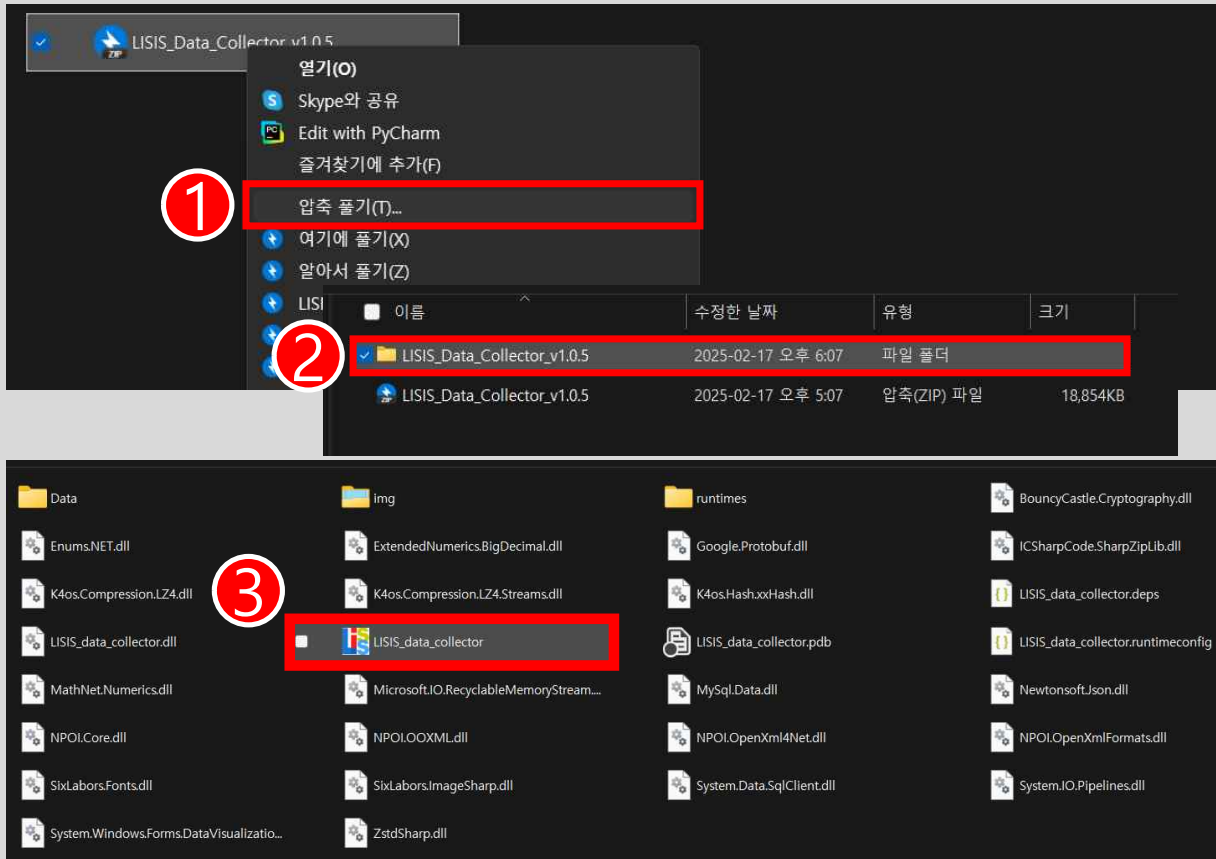 LISIS_Data_Collector_v1.0.5
ZIP
열기(O)
Skype와 공유
PC Edit with PyCharm
즐겨찾기에 추가(F)
1
압축 풀기(T)...
여기에 풀기(X)
알아서 풀기(Z)
LISI
이름 수정한 날짜 유형 크기
2
LISIS_Data_Collector_v1.0.5 2025-02-17 오후 6:07 파일 폴더
LISIS_Data_Collector_v1.0.5 2025-02-17 오후 5:07 압축(ZIP) 파일 18,854KB
Data img runtimes BouncyCastle.Cryptography.dll
Enums.NET.dll ExtendedNumerics.BigDecimal.dll Google.Protobuf.dll ICSharpCode.SharpZipLib.dll
3
K4os.Compression.LZ4.dll K4os.Compression.LZ4.Streams.dll K4os.Hash.xxHash.dll LISIS_data_collector.deps
LISIS_data_collector.dll LISIS_data_collector LISIS_data_collector.pdb LISIS_data_collector.runtimeconfig
MathNet.Numerics.dll Microsoft.IO.RecyclableMemoryStream.... MySql.Data.dll Newtonsoft.Json.dll
NPOI.Core.dll NPOI.OOXML.dll NPOI.OpenXml4Net.dll NPOI.OpenXmlFormats.dll
SixLabors.Fonts.dll SixLabors.ImageSharp.dll System.Data.SqlClient.dll System.IO.Pipelines.dll
System.Windows.Forms.DataVisualizatio... ZstdSharp.dll